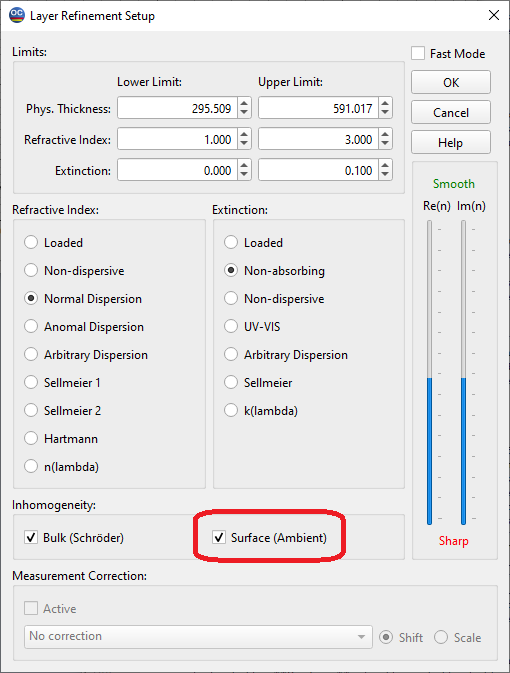 OC Layer Refinement Setup
Limits:
Fast Mode
Lower Limit: Upper Limit:
OK
Phys. Thickness: 295.509 591.017
Cancel
Refractive Index: 1.000 3.000
Help
Extinction: 0.000 0.100
Smooth
Re(n) Im(n)
Refractive Index: Extinction:
Loaded Loaded
Non-dispersive Non-absorbing
Normal Dispersion Non-dispersive
Anomal Dispersion UV-VIS
Arbitrary Dispersion Arbitrary Dispersion
Sellmeier 1 Sellmeier
Sellmeier 2 k(lambda)
Hartmann
n(lambda)
Inhomogeneity:
Bulk (Schröder) Surface (Ambient)
Sharp
Measurement Correction:
Active
No correction Shift Scale